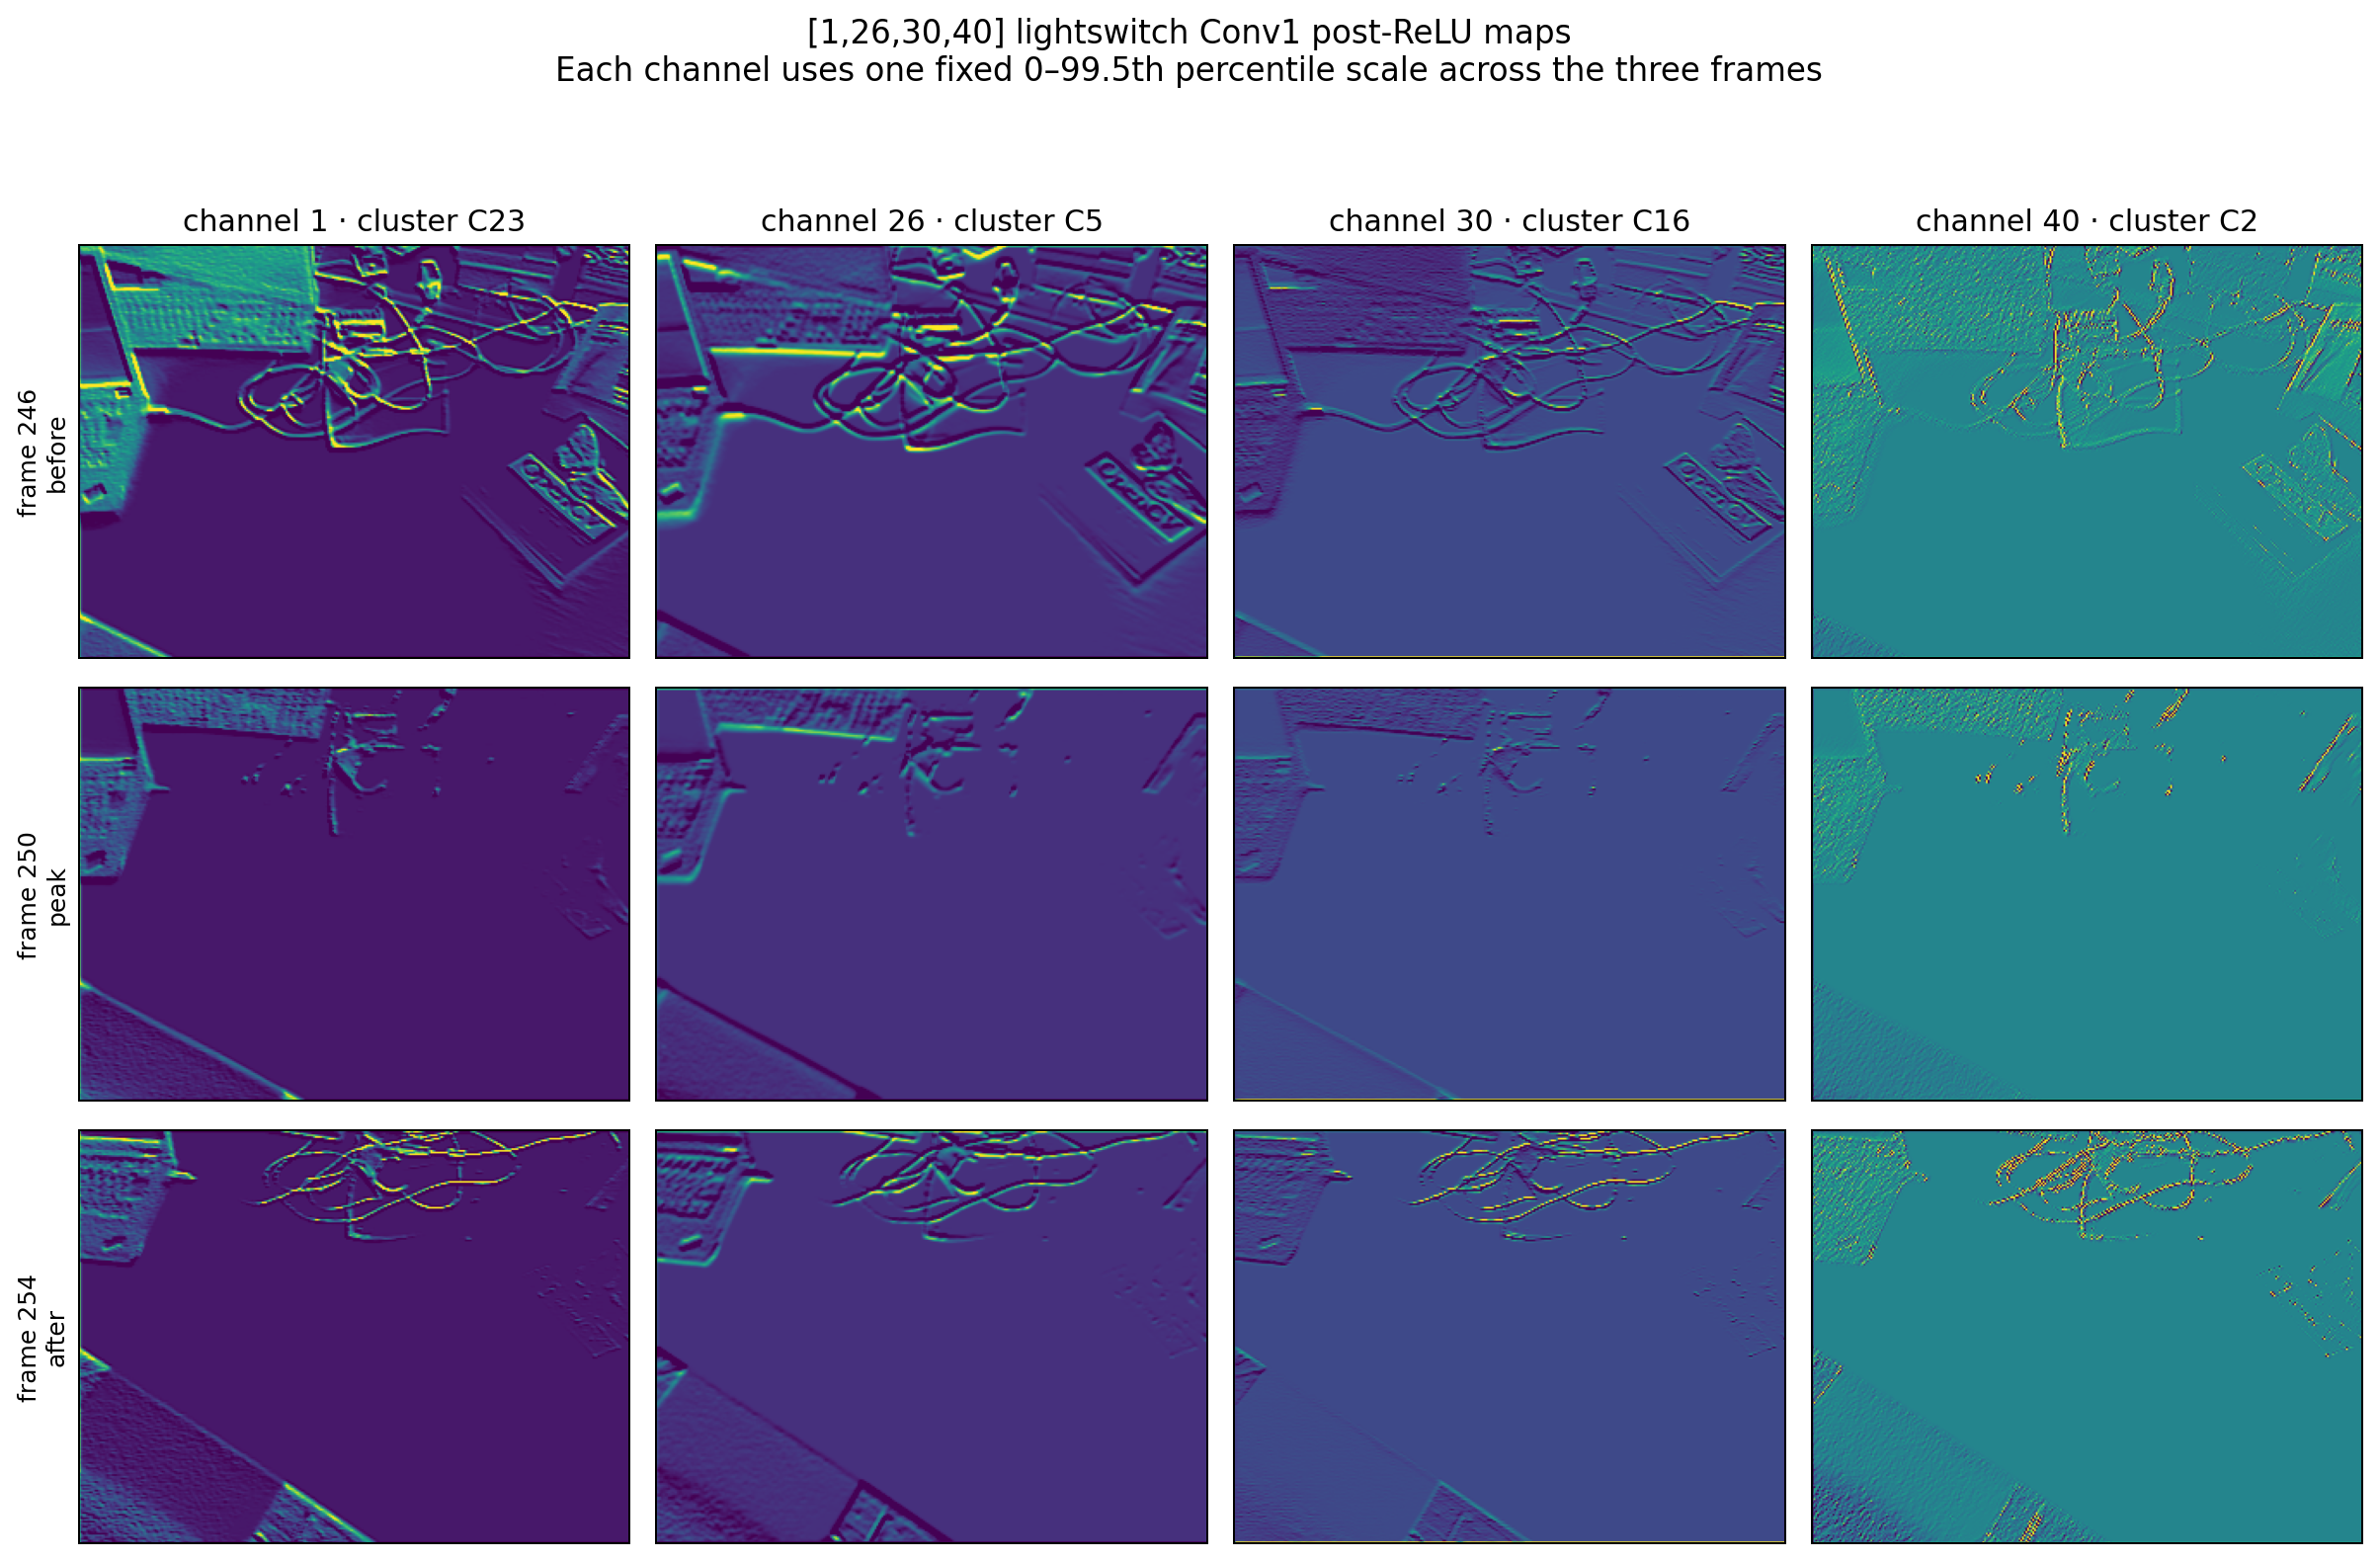 [1,26,30,40] lightswitch Conv1 post-ReLU maps
Each channel uses one fixed 0–99.5th percentile scale across the three frames
channel 1 · cluster C23
channel 26 · cluster C5
channel 30 · cluster C16
channel 40 · cluster C2
frame 246
before
frame 250
peak
frame 254
after